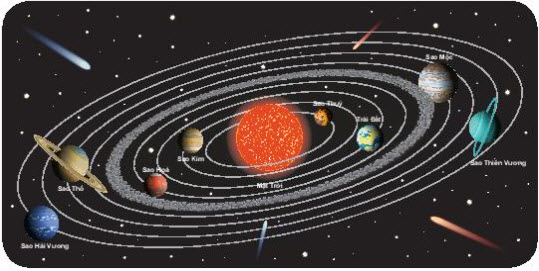 Sao Mộc
Sao Thuỷ
Trái Đất
Sao Kim
Sao Thiên Vương
Sao Hoả
Sao Thổ
Mặt Trời
Sao Hải Vương